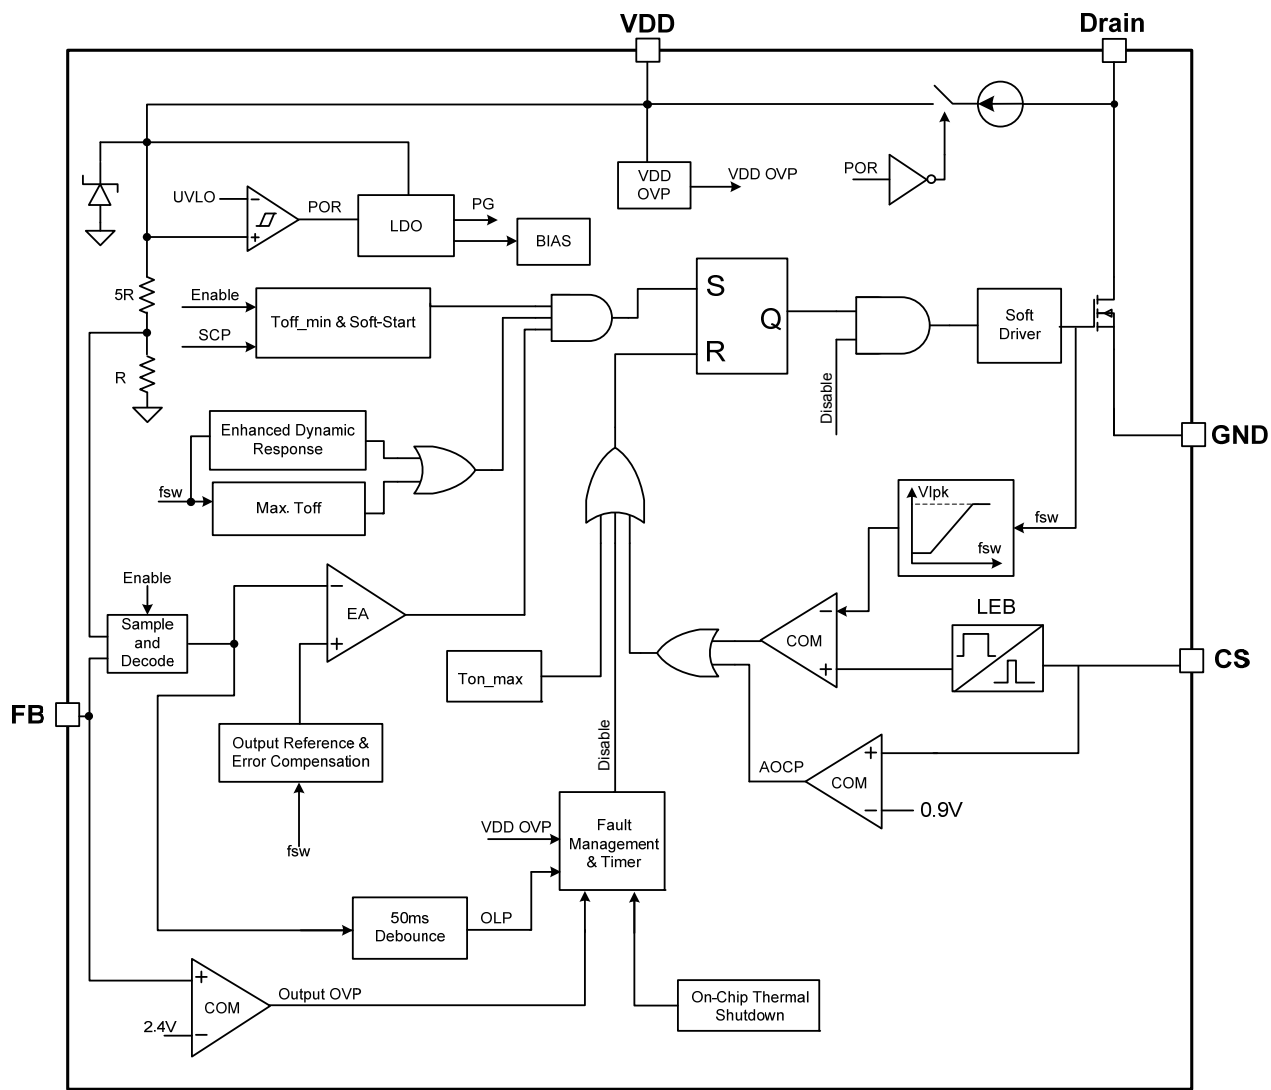 VDD
Drain
VDD
OVP
VDD OVP
POR
UVLO
−
+
POR
LDO
PG
BIAS
5R
R
Enable
SCP
Toff_min & Soft-Start
S
R
Q
Disable
Soft
Driver
GND
Enhanced Dynamic
Response
fsw
Max. Toff
VIpk
fsw
fsw
Enable
Sample
and
Decode
−
EA
+
FB
Output Reference &
Error Compensation
fsw
Ton_max
Disable
−
COM
+
LEB
CS
AOCP
+
COM
−
0.9V
VDD OVP
Fault
Management
& Timer
50ms
Debounce
OLP
+
COM
−
2.4V
Output OVP
On-Chip Thermal
Shutdown